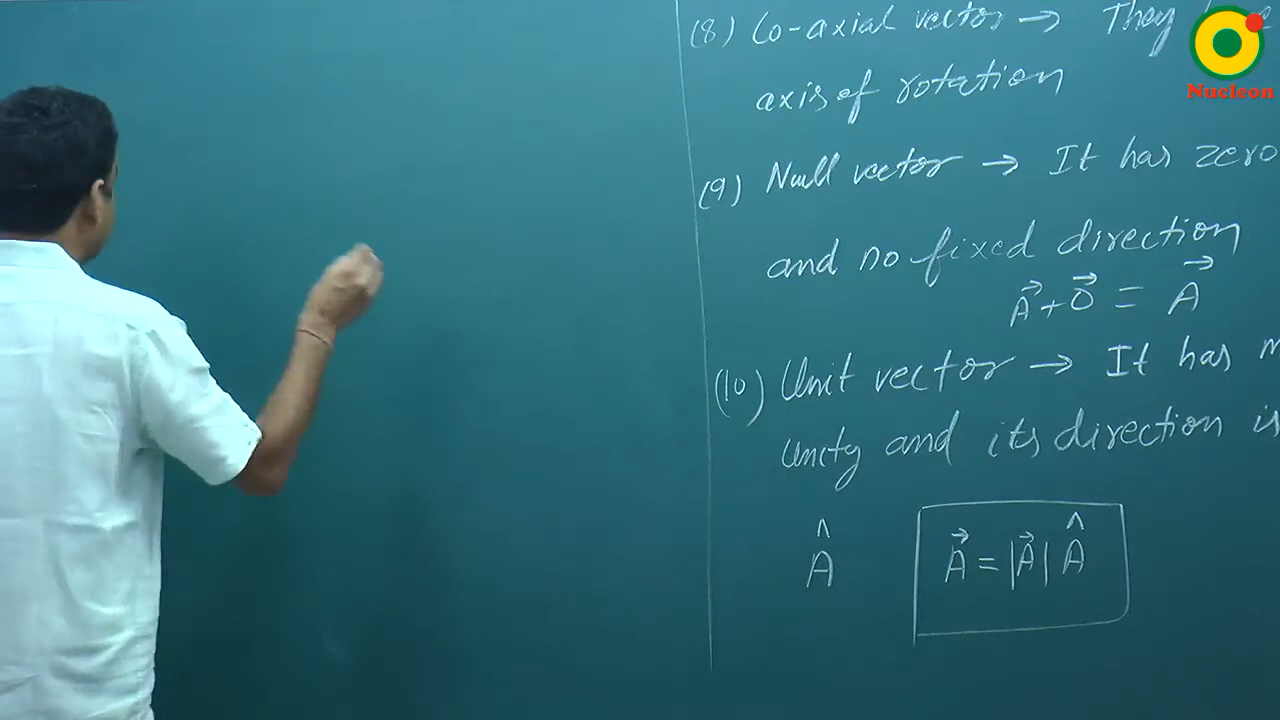 (8) Co-axial vector → They
axis of rotation
(9) Null vector → It has zero
and no fixed direction
A⃗ + 0⃗ = A⃗
(10) Unit vector → It has
Unity and its direction is
Â
A⃗ = |A⃗| Â
Nucleon